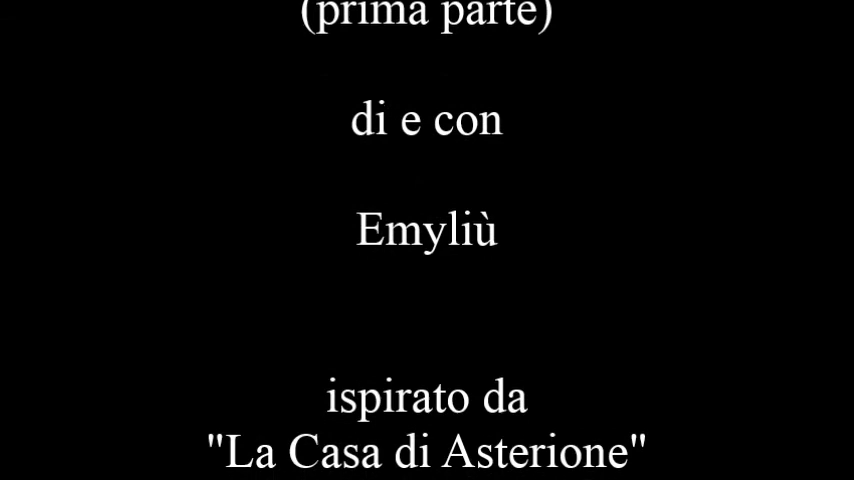 (prima parte)
di e con
Emyliù
ispirato da
"La Casa di Asterione"